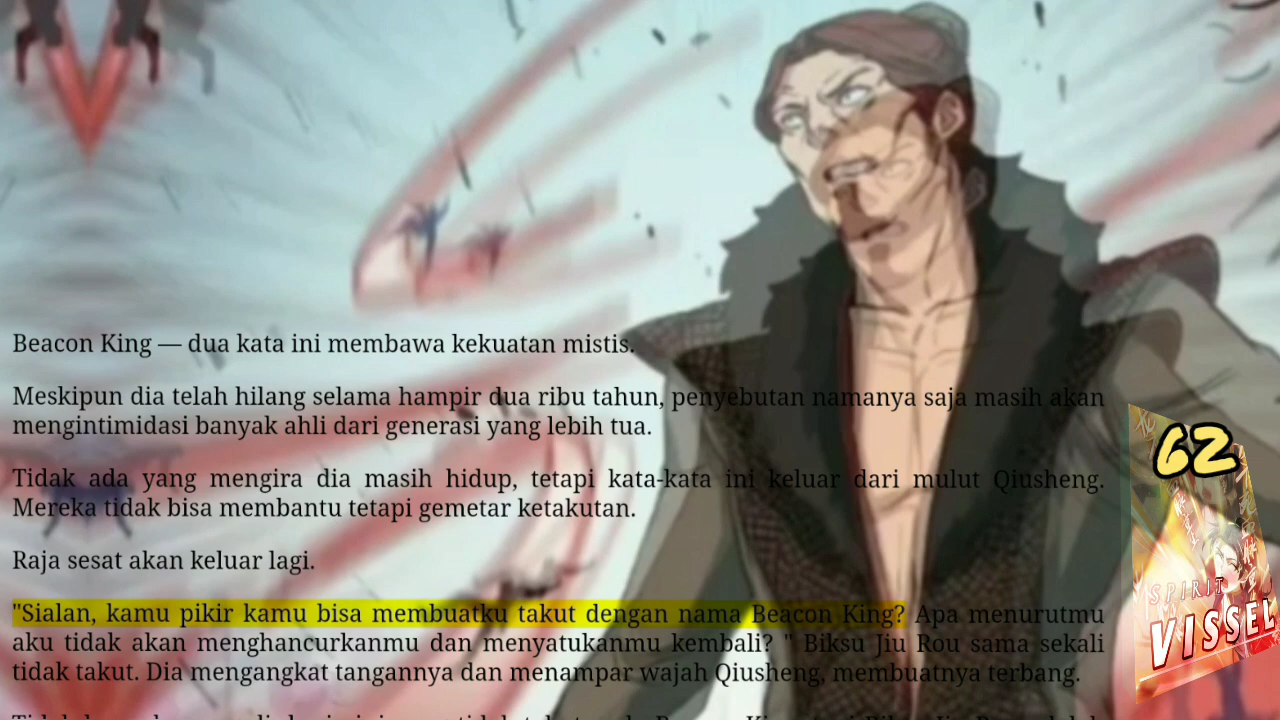 Beacon King — dua kata ini membawa kekuatan mistis.
Meskipun dia telah hilang selama hampir dua ribu tahun, penyebutan namanya saja masih akan
mengintimidasi banyak ahli dari generasi yang lebih tua.
Tidak ada yang mengira dia masih hidup, tetapi kata-kata ini keluar dari mulut Qiusheng.
Mereka tidak bisa membantu tetapi gemetar ketakutan.
Raja sesat akan keluar lagi.
"Sialan, kamu pikir kamu bisa membuatku takut dengan nama Beacon King? Apa menurutmu
aku tidak akan menghancurkanmu dan menyatukanmu kembali? " Biksu Jiu Rou sama sekali
tidak takut. Dia mengangkat tangannya dan menampar wajah Qiusheng, membuatnya terbang.
62
SPIRIT
VISSEL